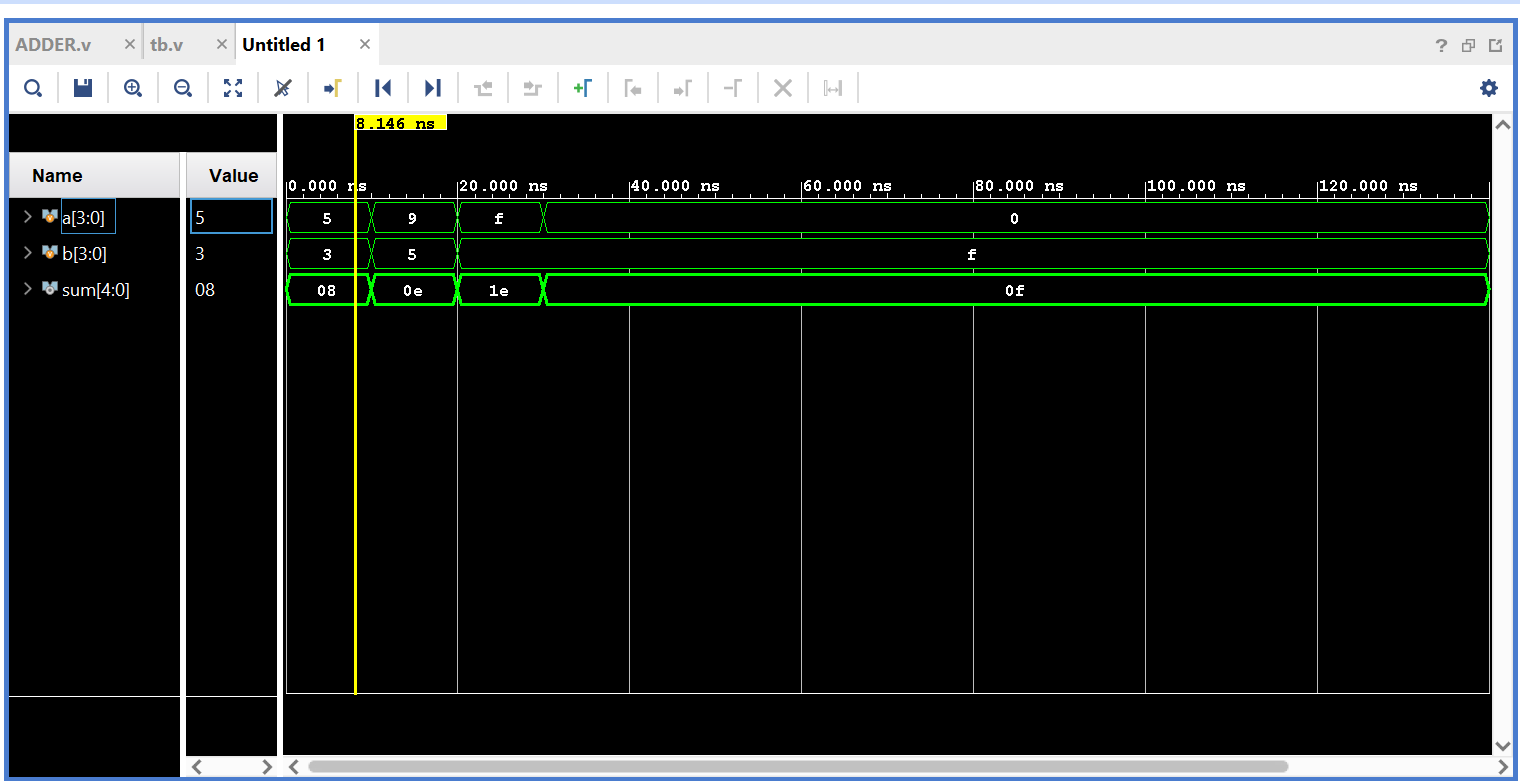 ADDER.v tb.v Untitled 1
8.146 ns
Name Value
0.000 ns 20.000 ns 40.000 ns 60.000 ns 80.000 ns 100.000 ns 120.000 ns
a[3:0] 5 5 9 f 0
b[3:0] 3 3 5 f
sum[4:0] 08 08 0e 1e 0f